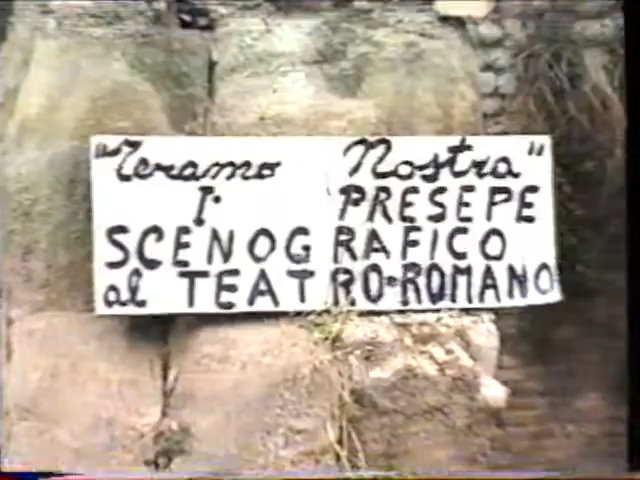 "Teramo Nostra"
I° PRESEPE
SCENOGRAFICO
al TEATRO-ROMANO